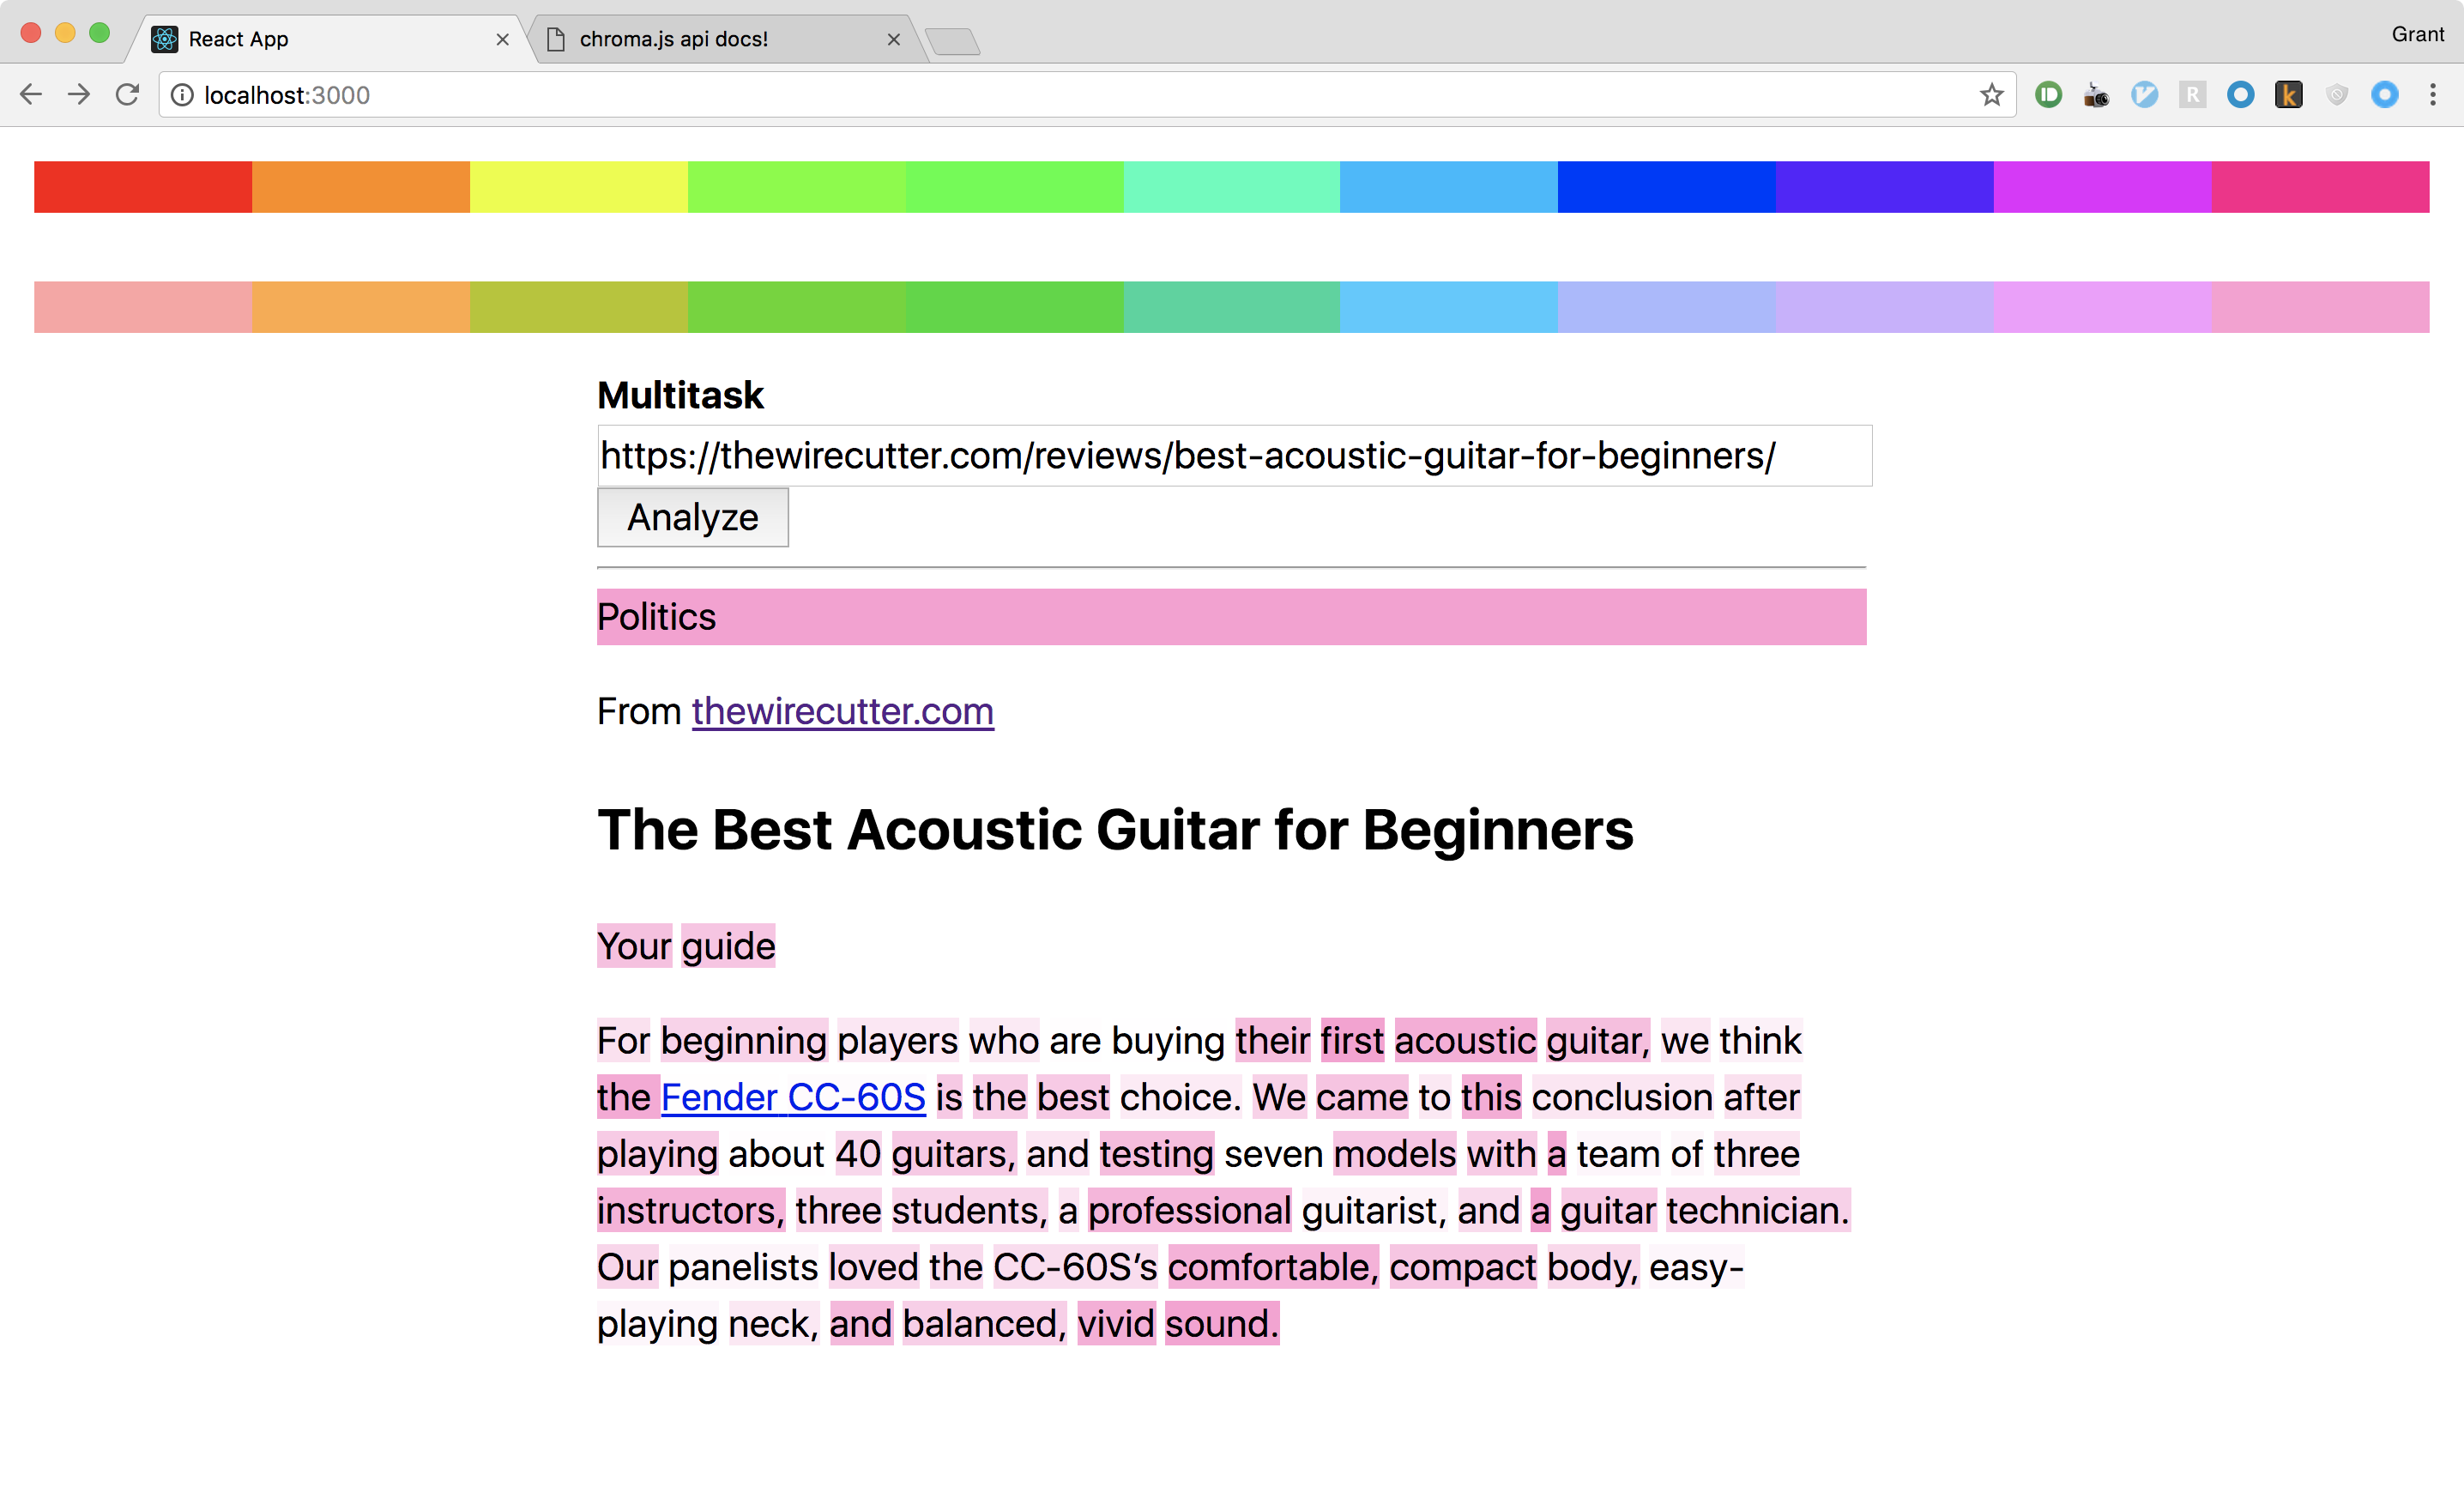 React App
chroma.js api docs!
Grant
localhost:3000
R
k
Multitask
https://thewirecutter.com/reviews/best-acoustic-guitar-for-beginners/
Analyze
Politics
From thewirecutter.com
The Best Acoustic Guitar for Beginners
Your guide
For beginning players who are buying their first acoustic guitar, we think
the Fender CC-60S is the best choice. We came to this conclusion after
playing about 40 guitars, and testing seven models with a team of three
instructors, three students, a professional guitarist, and a guitar technician.
Our panelists loved the CC-60S’s comfortable, compact body, easy-
playing neck, and balanced, vivid sound.